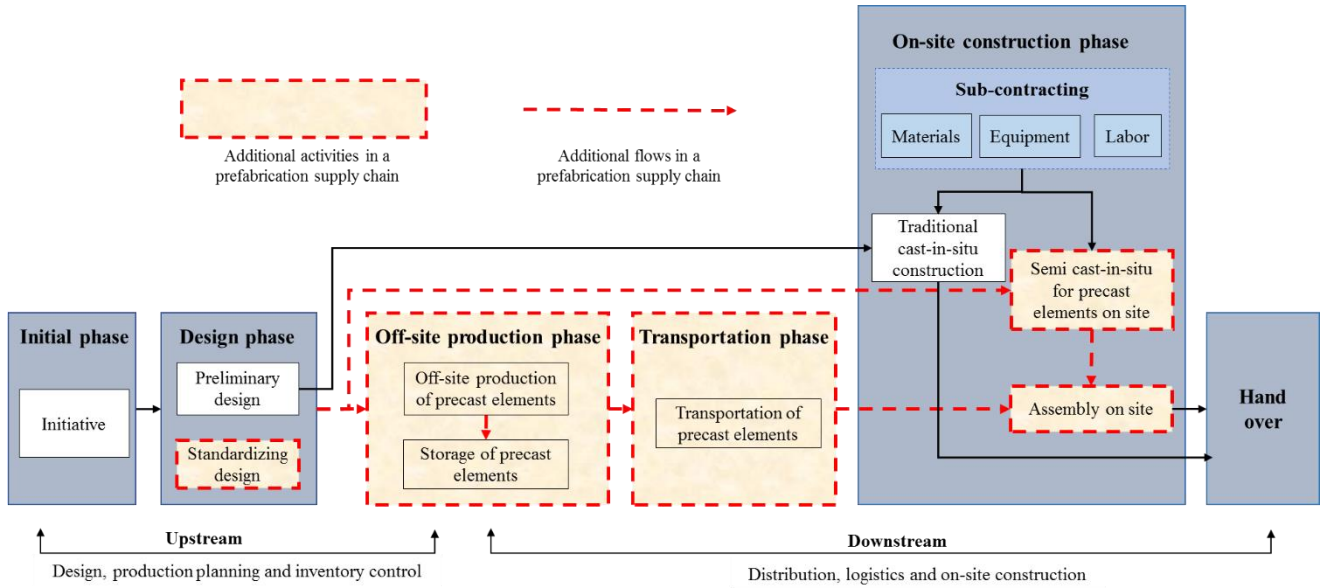 On-site construction phase
Sub-contracting
Materials
Equipment
Labor
Additional activities in a
prefabrication supply chain
Additional flows in a
prefabrication supply chain
Traditional
cast-in-situ
construction
Semi cast-in-situ
for precast
elements on site
Initial phase
Initiative
Design phase
Preliminary
design
Standardizing
design
Off-site production phase
Off-site production
of precast elements
Storage of precast
elements
Transportation phase
Transportation of
precast elements
Assembly on site
Hand
over
Upstream
Design, production planning and inventory control
Downstream
Distribution, logistics and on-site construction